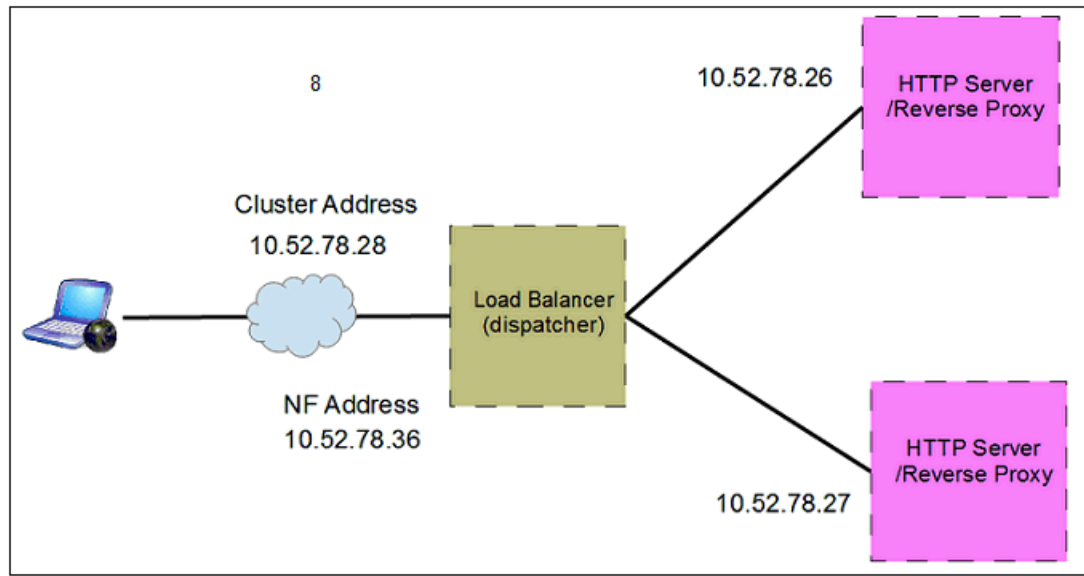 8
10.52.78.26
HTTP Server
/Reverse Proxy
Cluster Address
10.52.78.28
Load Balancer
(dispatcher)
NF Address
10.52.78.36
HTTP Server
/Reverse Proxy
10.52.78.27